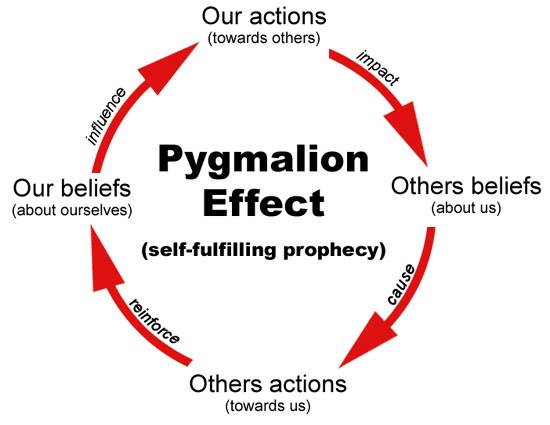 Our actions
(towards others)
impact
Others beliefs
(about us)
cause
Others actions
(towards us)
reinforce
Our beliefs
(about ourselves)
influence
Pygmalion
Effect
(self-fulfilling prophecy)